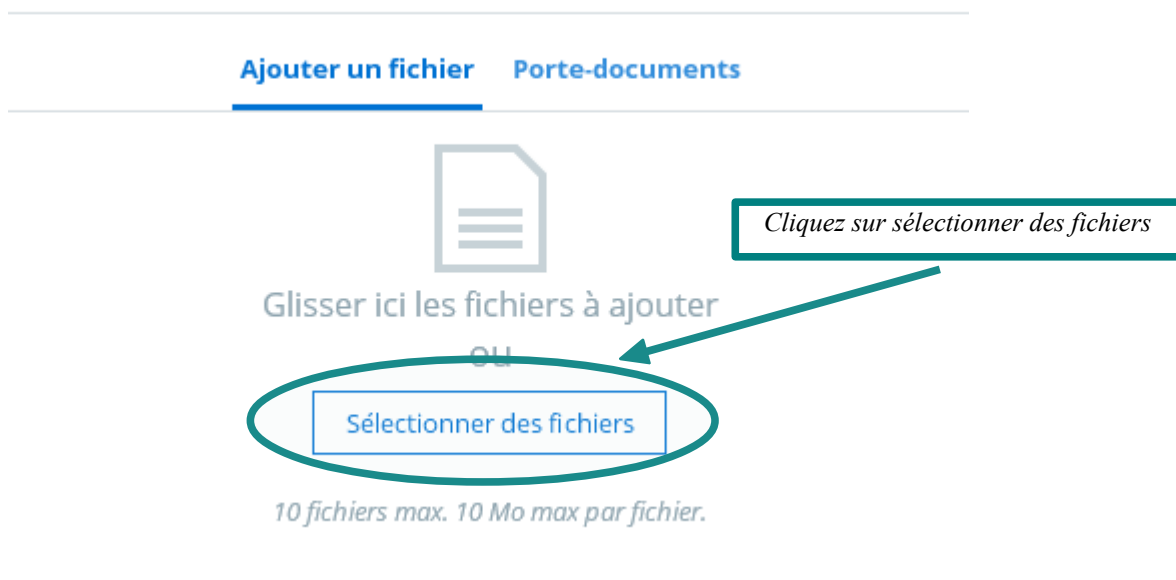 Ajouter un fichier Porte-documents
Cliquez sur sélectionner des fichiers
Glisser ici les fichiers à ajouter
ou
Sélectionner des fichiers
10 fichiers max. 10 Mo max par fichier.